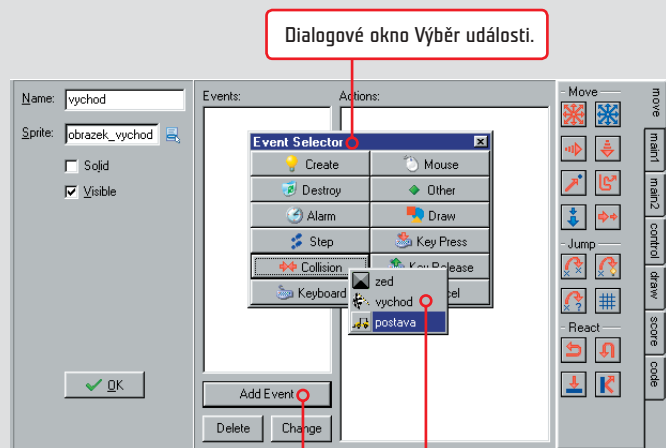 Dialogové okno Výběr události.
Name: vychod
Sprite: obrazek_vychod
Solid
Visible
OK
Events:
Actions:
Event Selector
Create
Mouse
Destroy
Other
Alarm
Draw
Step
Key Press
Collision
Key Release
Keyboard
zed
vychod
postava
Add Event
Delete
Change
Move
Jump
React
move
main1
main2
control
draw
score
code